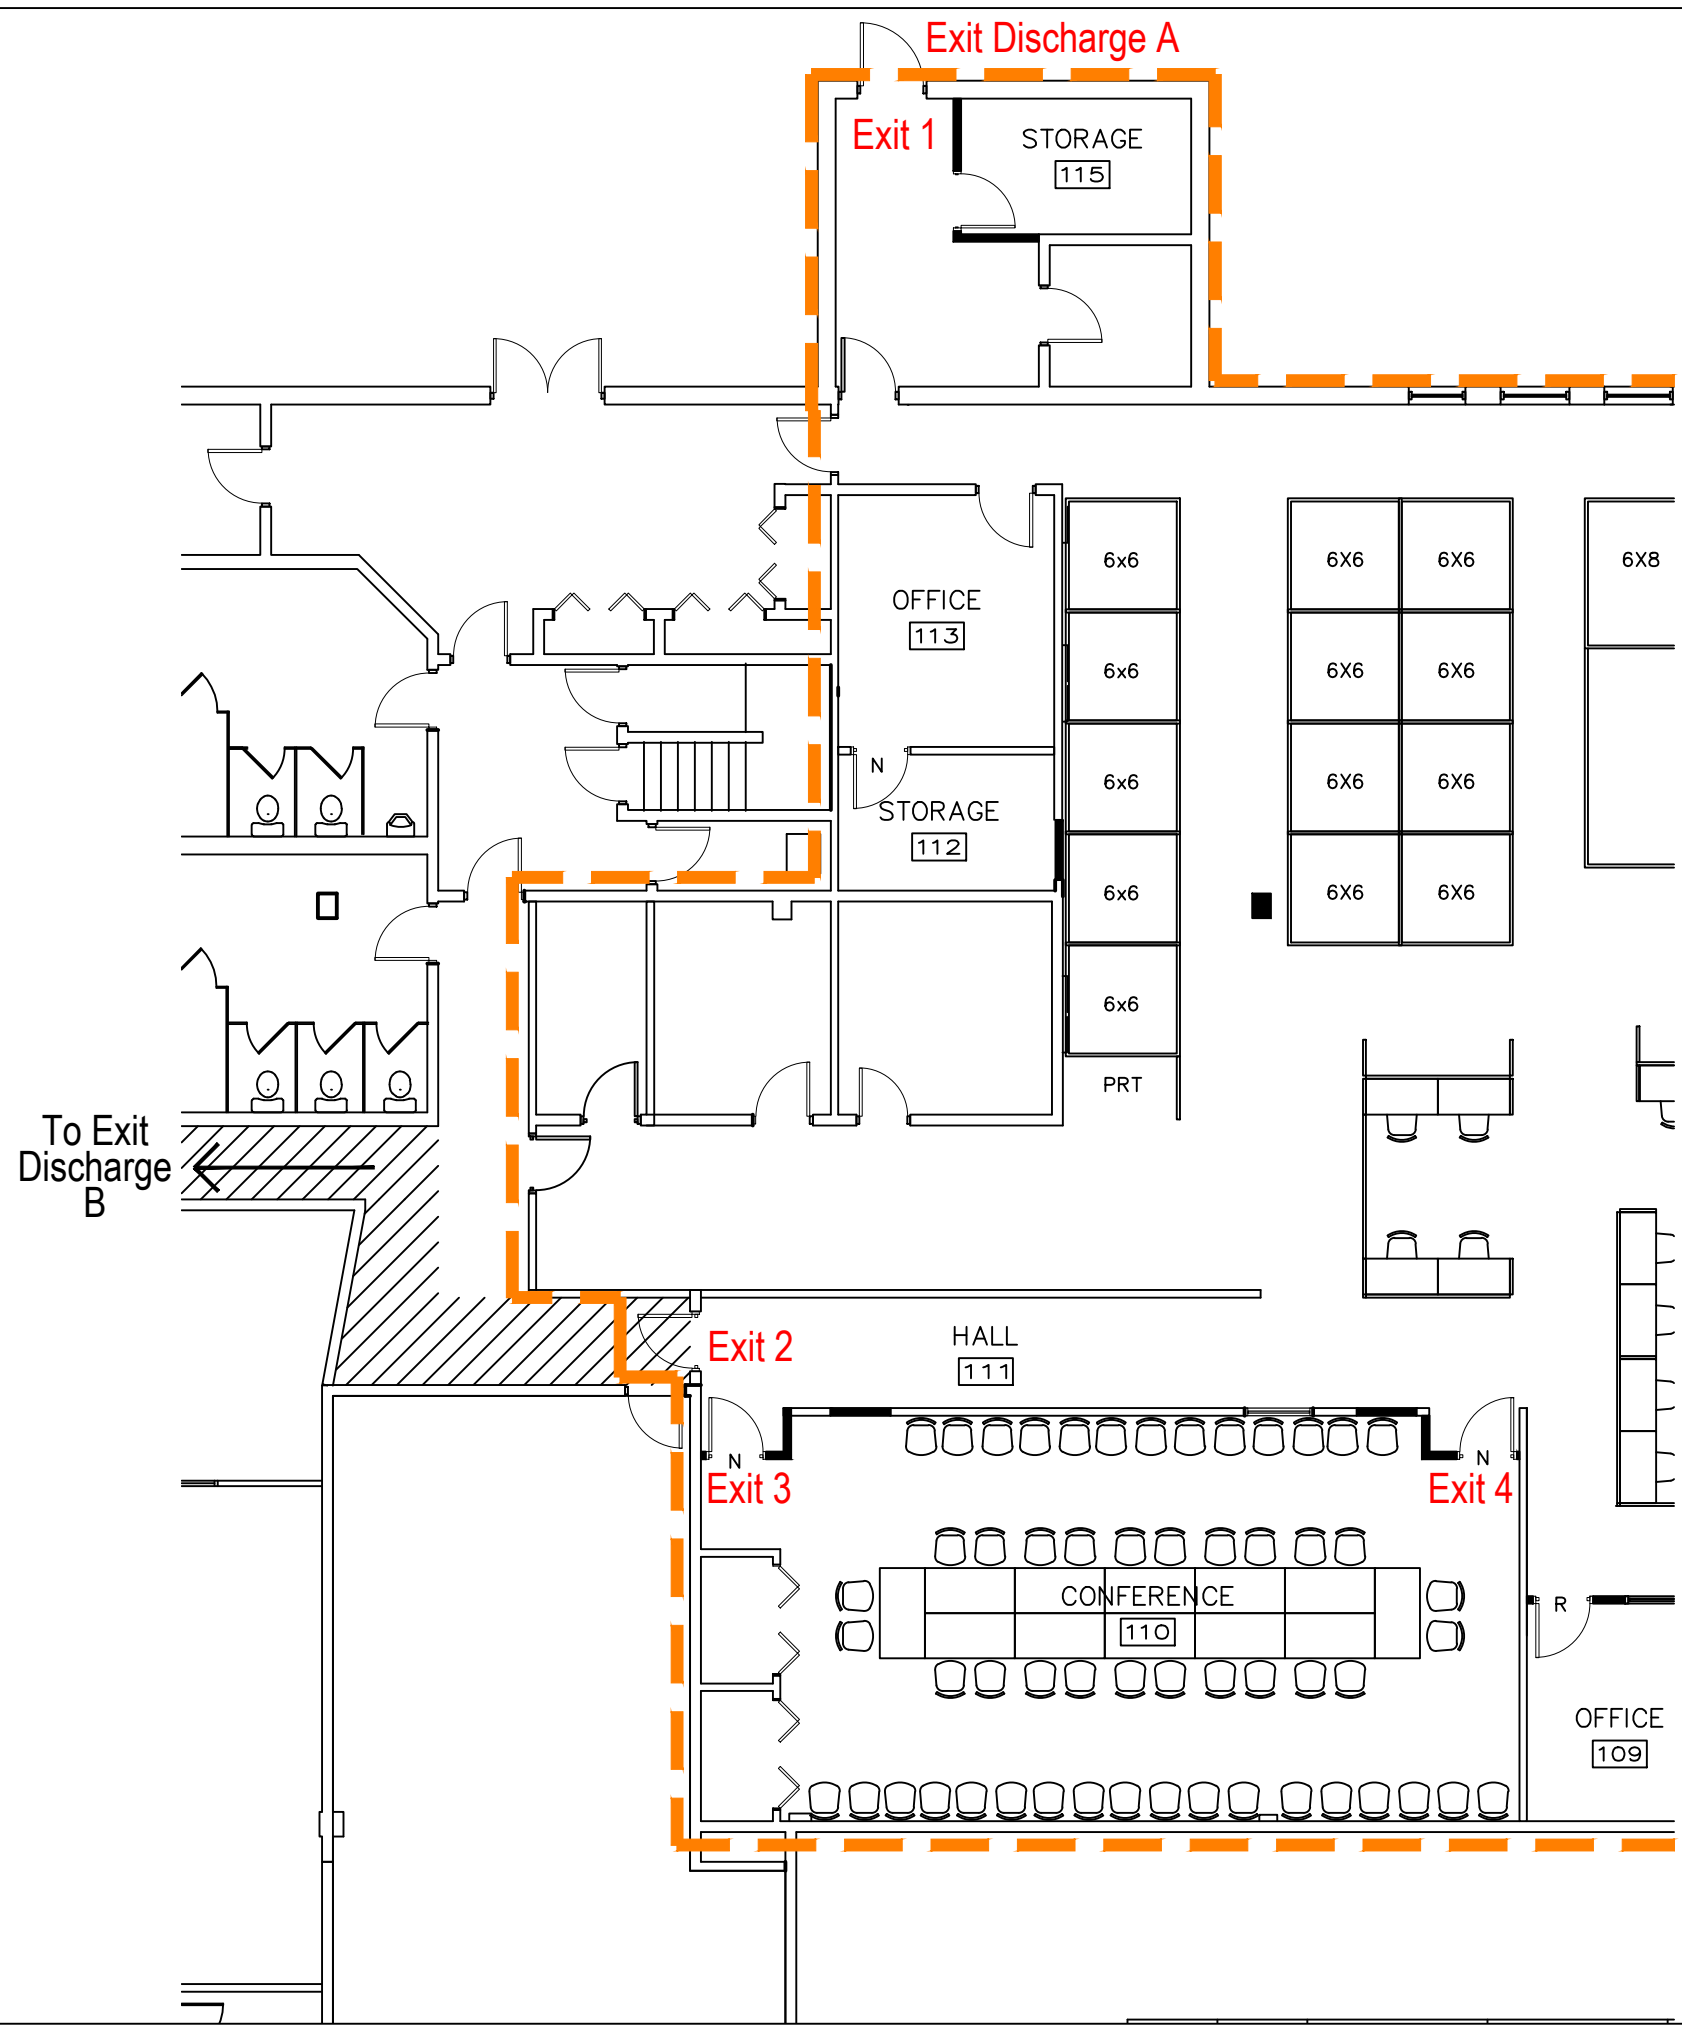 Exit Discharge A
Exit 1
STORAGE
115
6x6
6X6
6X6
6X8
OFFICE
113
6x6
6X6
6X6
N
6x6
6X6
6X6
STORAGE
112
6x6
6X6
6X6
6x6
PRT
To Exit
Discharge
B
Exit 2
HALL
111
N
Exit 3
N
Exit 4
CONFERENCE
110
R
OFFICE
109